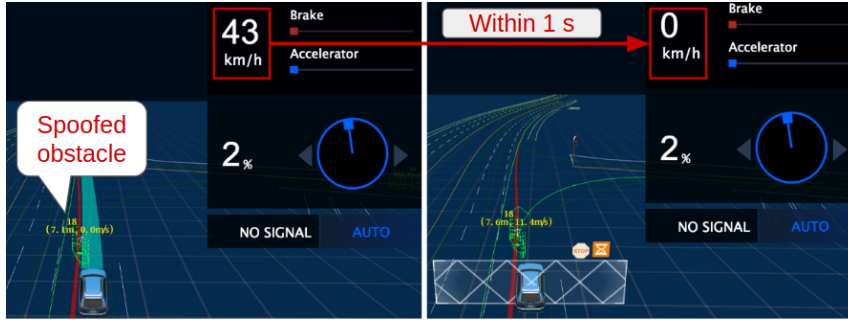 43
km/h
Brake
Accelerator
Within 1 s
0
km/h
Brake
Accelerator
Spoofed
obstacle
2%
2%
18
(7.1m, 0.0m/s)
18
(7.6m, 11.4m/s)
NO SIGNAL
AUTO
STOP
NO SIGNAL
AUTO